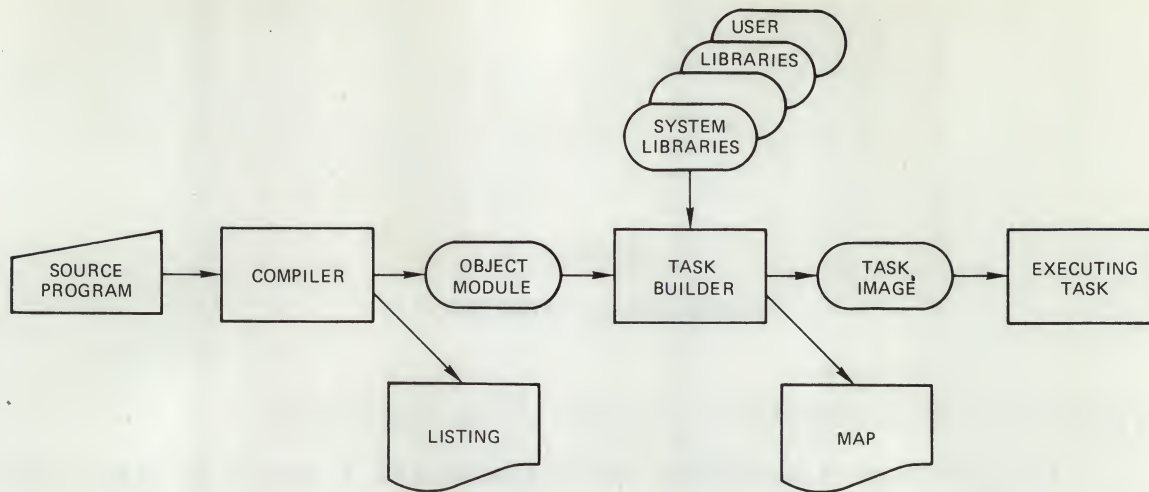 USER
LIBRARIES
SYSTEM
LIBRARIES
SOURCE
PROGRAM
COMPILER
OBJECT
MODULE
TASK
BUILDER
TASK
IMAGE
EXECUTING
TASK
LISTING
MAP